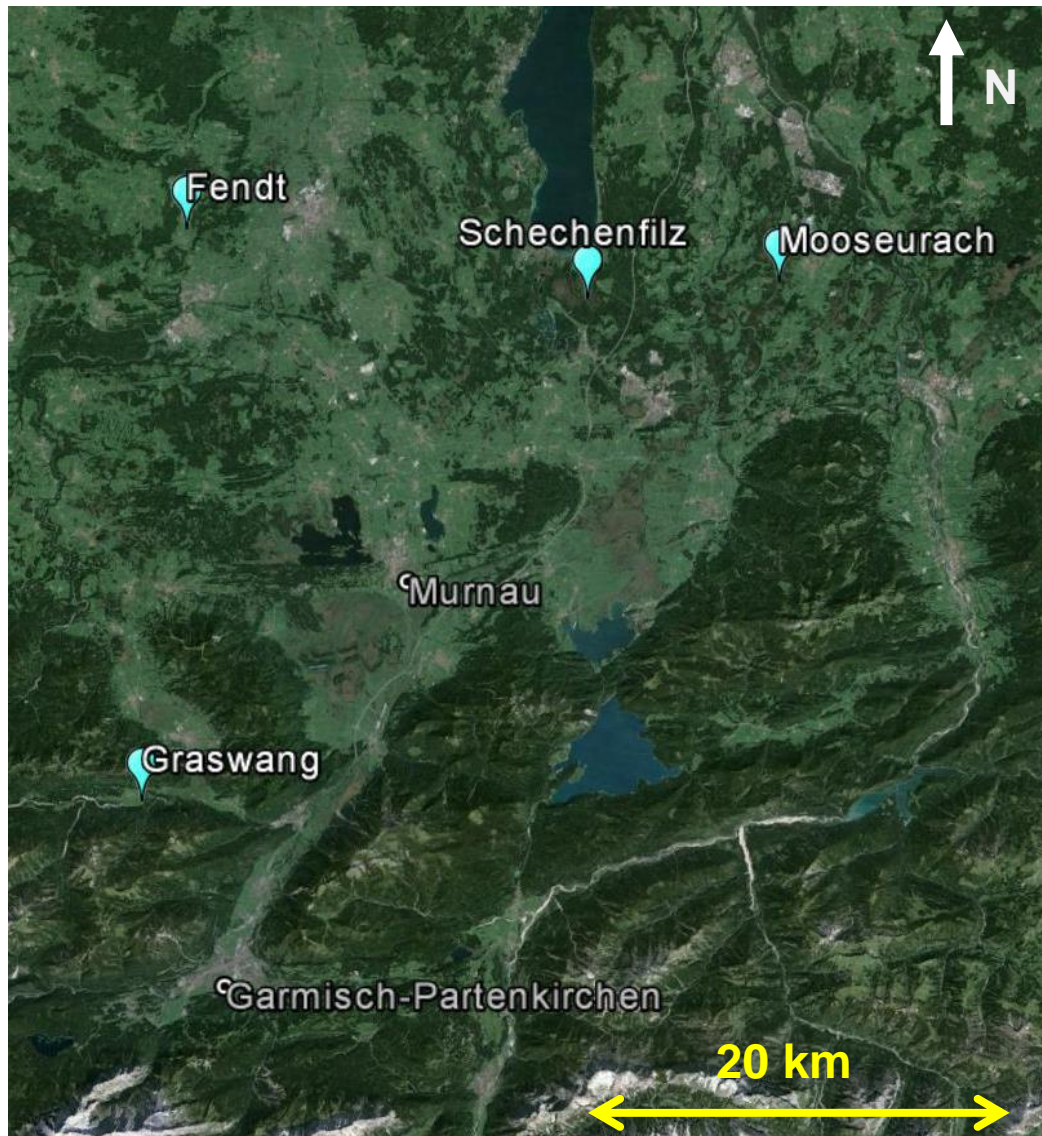 N
Fendt
Schechenfilz
Mooseurach
Murnau
Graswang
Garmisch-Partenkirchen
20 km